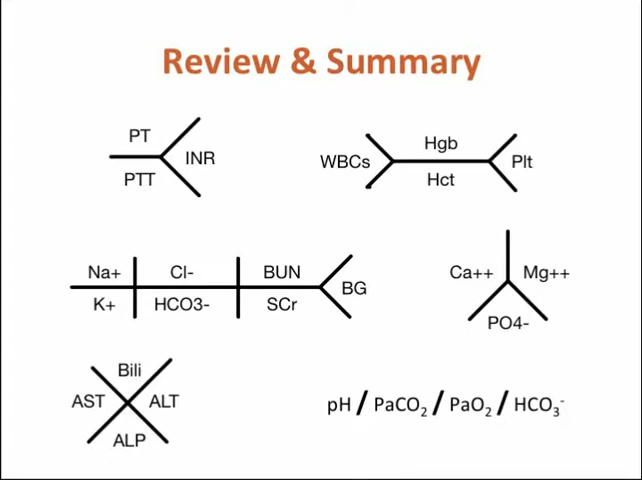 Review & Summary
PT
INR
PTT
WBCs
Hgb
Hct
Plt
Na+
Cl-
BUN
BG
K+
HCO3-
SCr
Ca++
Mg++
PO4-
Bili
AST
ALT
ALP
pH / PaCO₂ / PaO₂ / HCO₃⁻